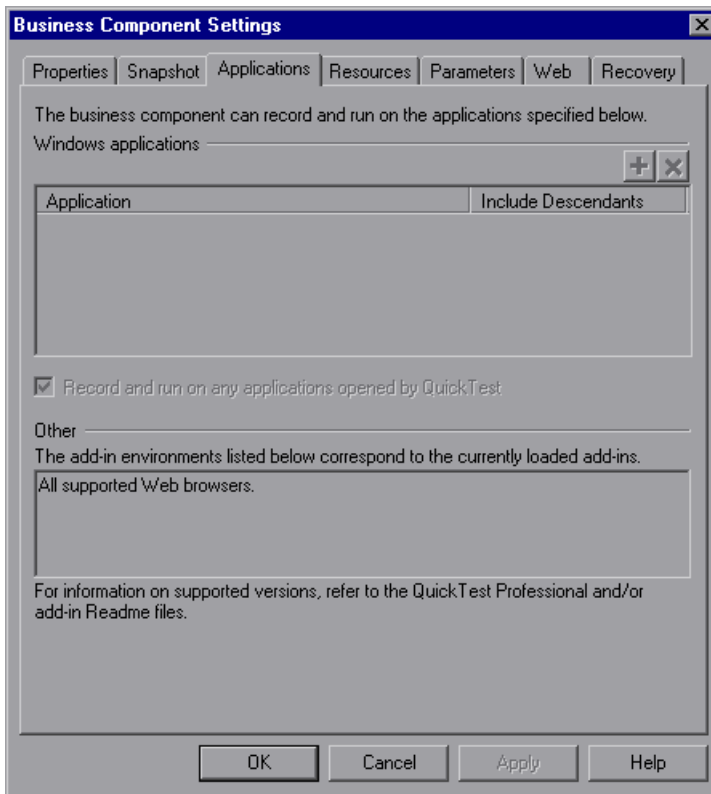 Business Component Settings
Properties Snapshot Applications Resources Parameters Web Recovery
The business component can record and run on the applications specified below.
Windows applications
Application Include Descendants
Record and run on any applications opened by QuickTest
Other
The add-in environments listed below correspond to the currently loaded add-ins.
All supported Web browsers.
For information on supported versions, refer to the QuickTest Professional and/or
add-in Readme files.
OK Cancel Apply Help